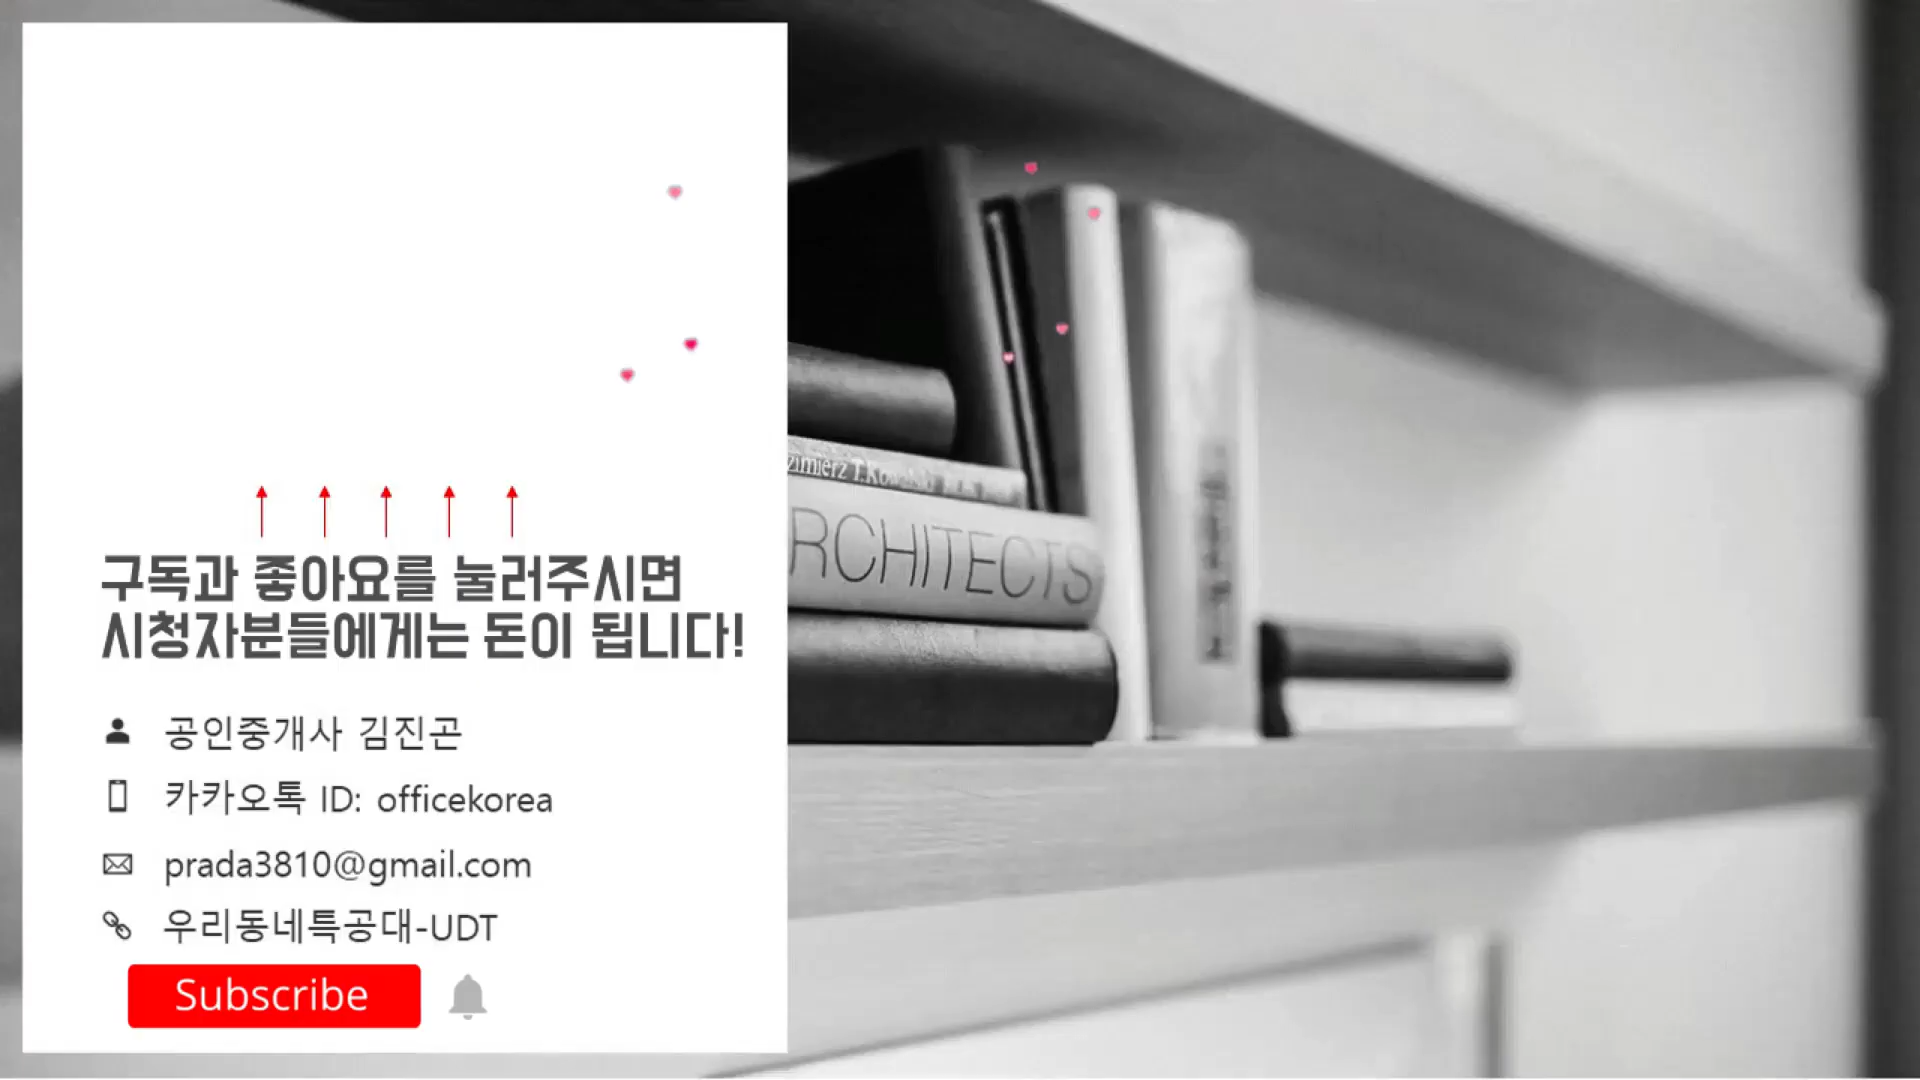 구독과 좋아요를 눌러주시면
시청자분들에게는 돈이 됩니다!
공인중개사 김진곤
카카오톡 ID: officekorea
prada3810@gmail.com
우리동네특공대-UDT
Subscribe
zimierz T.Kowalski
RCHITECTS